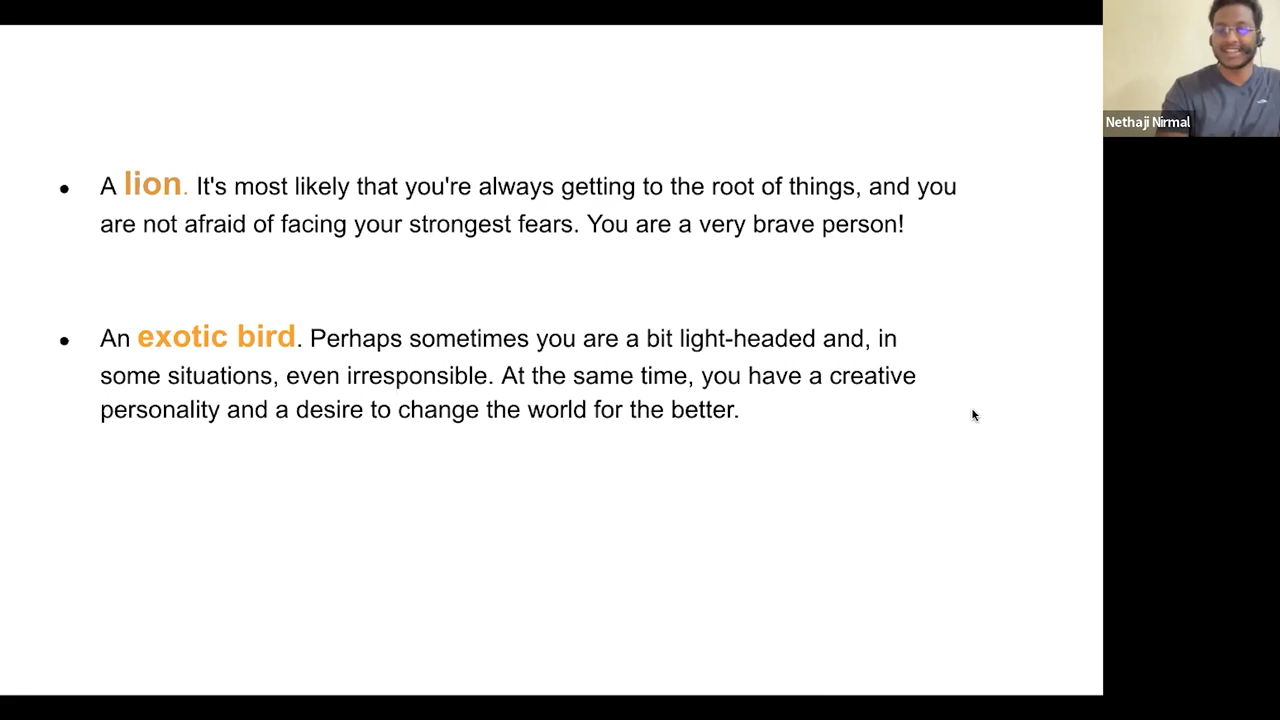 Nethaji Nirmal
• A lion. It's most likely that you're always getting to the root of things, and you
are not afraid of facing your strongest fears. You are a very brave person!
• An exotic bird. Perhaps sometimes you are a bit light-headed and, in
some situations, even irresponsible. At the same time, you have a creative
personality and a desire to change the world for the better.